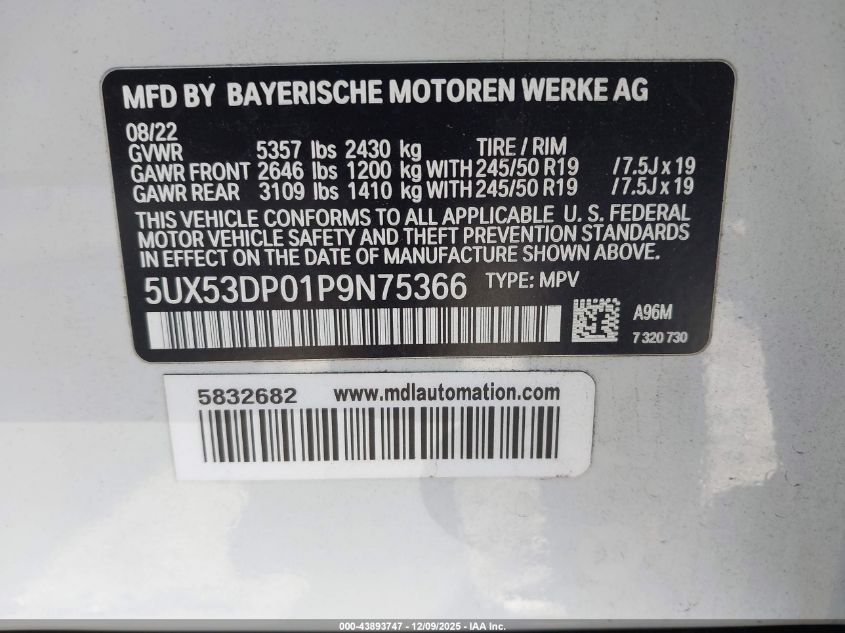 MFD BY BAYERISCHE MOTOREN WERKE AG
08/22
GVWR 5357 lbs 2430 kg TIRE / RIM
GAWR FRONT 2646 lbs 1200 kg WITH 245/50 R19 /7.5J x 19
GAWR REAR 3109 lbs 1410 kg WITH 245/50 R19 /7.5J x 19
THIS VEHICLE CONFORMS TO ALL APPLICABLE U. S. FEDERAL
MOTOR VEHICLE SAFETY AND THEFT PREVENTION STANDARDS
IN EFFECT ON THE DATE OF MANUFACTURE SHOWN ABOVE.
5UX53DP01P9N75366 TYPE: MPV
A96M
7 320 730
5832682 www.mdlautomation.com
000-43893747 - 12/09/2025 - IAA Inc.